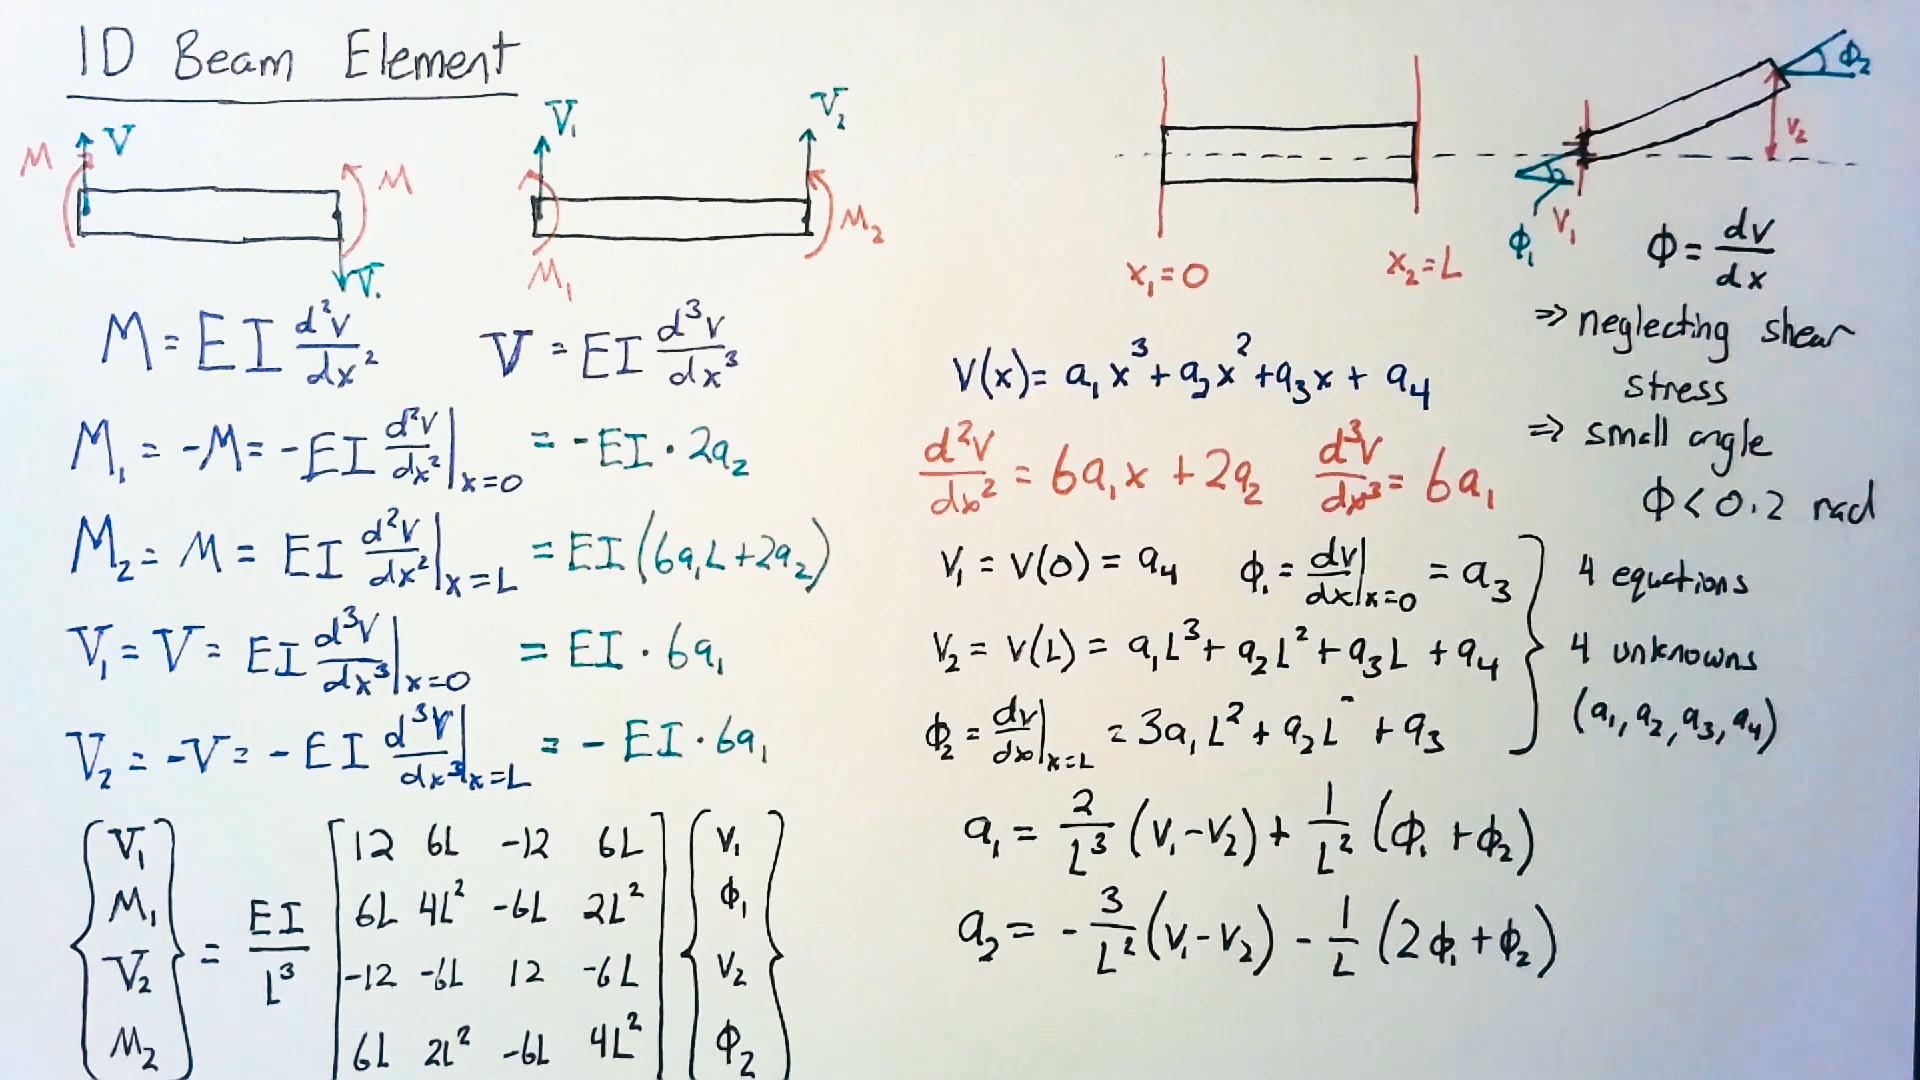 1D Beam Element
M V M V
V₁ V₂ M₁ M₂
x₁=0 x₂=L
ϕ₁ V₁ V₂ ϕ₂
M = EI d²v/dx² V = EI d³v/dx³
M₁ = -M = -EI d²v/dx²|x=0 = -EI · 2a₂
M₂ = M = EI d²v/dx²|x=L = EI(6a₁L+2a₂)
V₁ = V = EI d³v/dx³|x=0 = EI · 6a₁
V₂ = -V = -EI d³v/dx³|x=L = - EI · 6a₁
{V₁ M₁ V₂ M₂} = EI/L³ [12 6L -12 6L
6L 4L² -6L 2L²
-12 -6L 12 -6L
6L 2L² -6L 4L²] {v₁ ϕ₁ v₂ ϕ₂}
ϕ = dv/dx
⇒ neglecting shear
stress
⇒ small angle
ϕ < 0.2 rad
V(x) = a₁x³ + a₂x² + a₃x + a₄
d²v/dx² = 6a₁x + 2a₂ d³v/dx³ = 6a₁
V₁ = V(0) = a₄ ϕ₁ = dv/dx|x=0 = a₃
V₂ = V(L) = a₁L³ + a₂L² + a₃L + a₄
ϕ₂ = dv/dx|x=L = 3a₁L² + a₂L + a₃
4 equations
4 unknowns
(a₁, a₂, a₃, a₄)
a₁ = 2/L³ (V₁-V₂) + 1/L² (ϕ₁ + ϕ₂)
a₂ = - 3/L² (V₁-V₂) - 1/L (2ϕ₁ + ϕ₂)